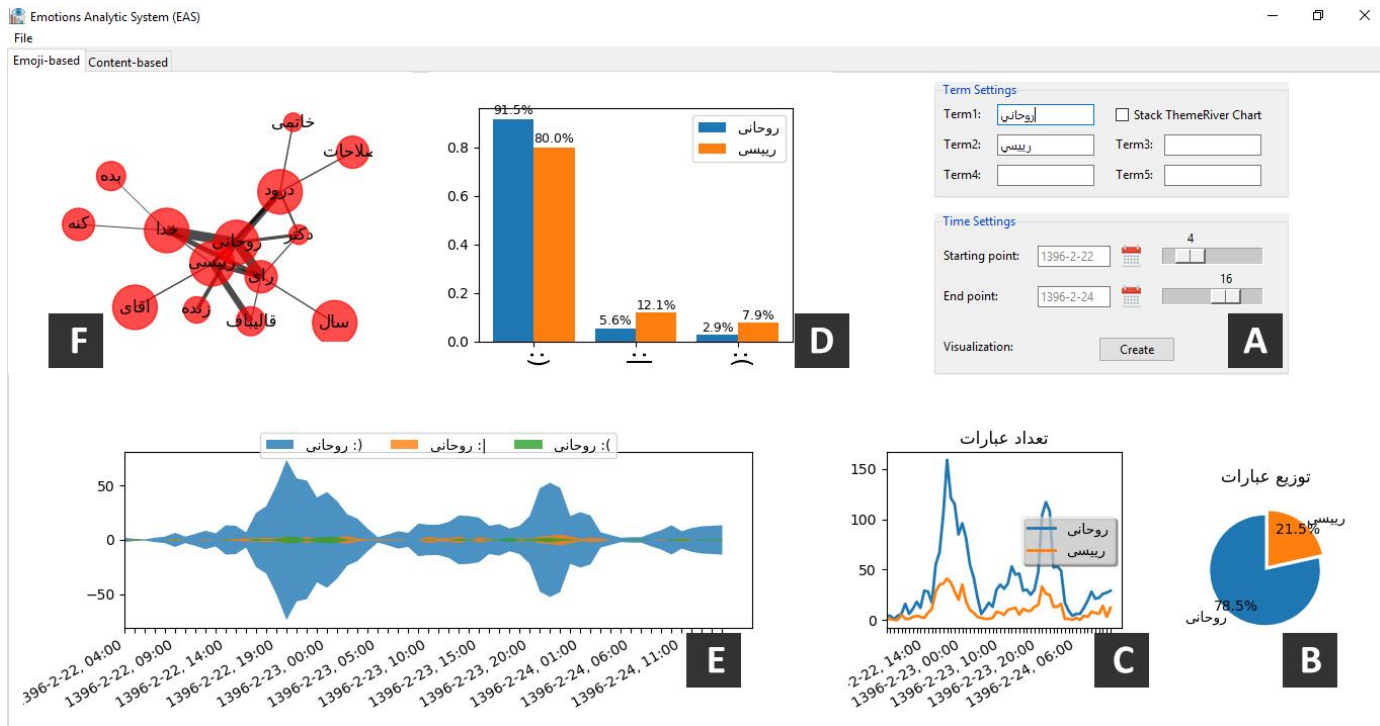 Emotions Analytic System (EAS)
File
Emoji-based Content-based
خاتمی
درود
بده
کنه
خدا
روحانی
دکتر
رییسی
رای
اقای
زنده
قالیباف
سال
F
91.5%
80.0%
5.6%
12.1%
2.9%
7.9%
0.8
0.6
0.4
0.2
0.0
روحانی
رییسی
:)
:|
:(
D
Term Settings
Term1: روحاني
Stack ThemeRiver Chart
Term2: رييسي
Term3:
Term4:
Term5:
Time Settings
4
Starting point: 1396-2-22
16
End point: 1396-2-24
Visualization: Create
A
روحانی :)
روحانی :|
روحانی :(
50
0
−50
1396-2-22, 04:00
1396-2-22, 09:00
1396-2-22, 14:00
1396-2-22, 19:00
1396-2-23, 00:00
1396-2-23, 05:00
1396-2-23, 10:00
1396-2-23, 15:00
1396-2-23, 20:00
1396-2-24, 01:00
1396-2-24, 06:00
1396-2-24, 11:00
E
تعداد عبارات
150
100
50
0
روحانی
رییسی
:2-22, 14:00
1396-2-23, 00:00
1396-2-23, 10:00
1396-2-23, 20:00
1396-2-24, 06:00
C
توزیع عبارات
رییسی
21.5%
78.5%
روحانی
B